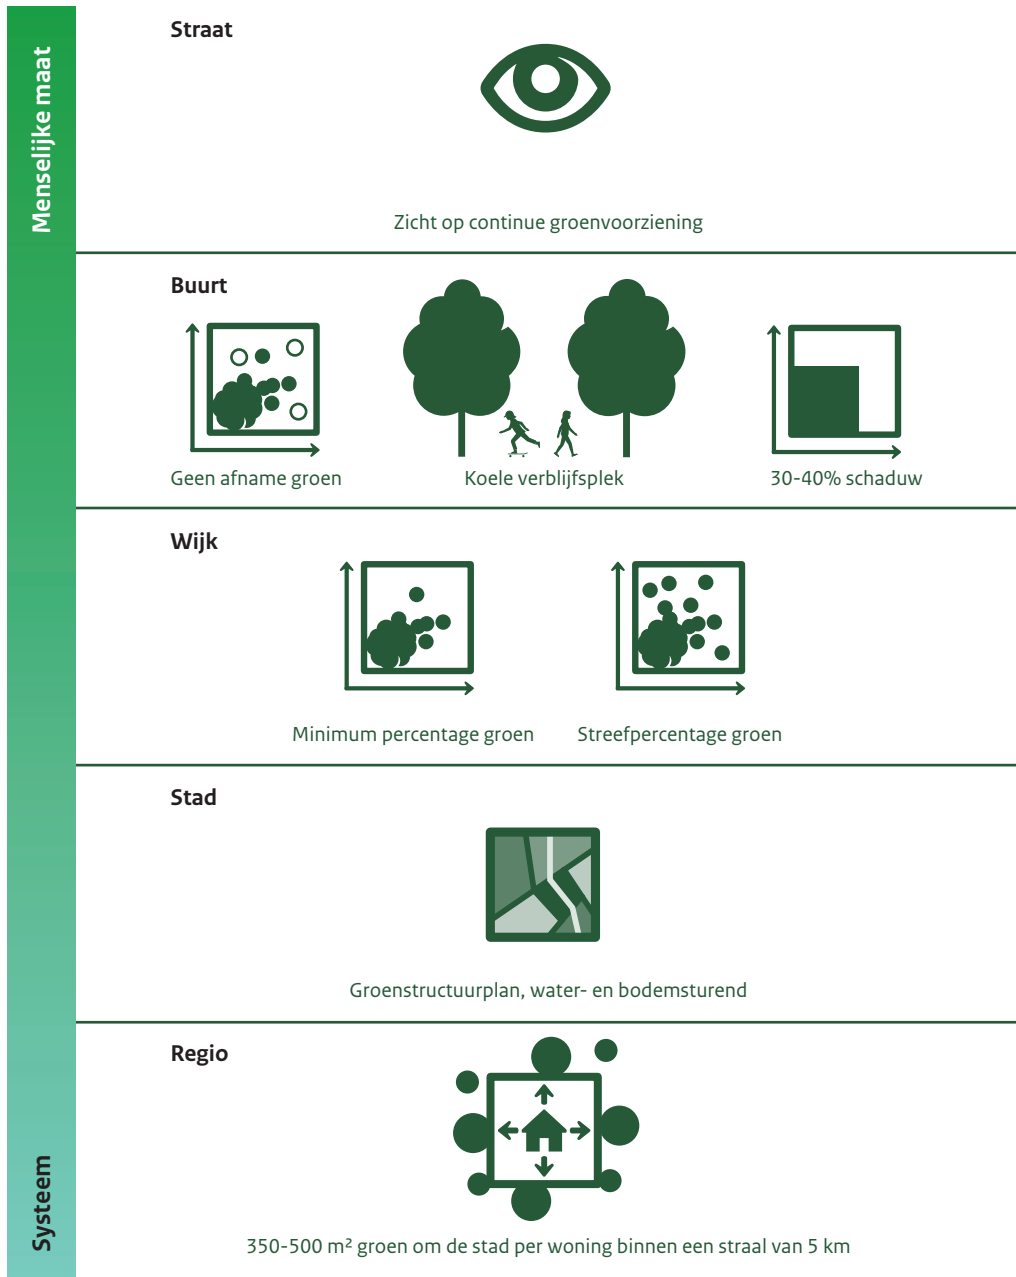 Menselijke maat
Straat
Zicht op continue groenvoorziening
Buurt
Geen afname groen
Koele verblijfsplek
30-40% schaduw
Wijk
Minimum percentage groen
Streefpercentage groen
Stad
Groenstructuurplan, water- en bodemsturend
Regio
Systeem
350-500 m² groen om de stad per woning binnen een straal van 5 km